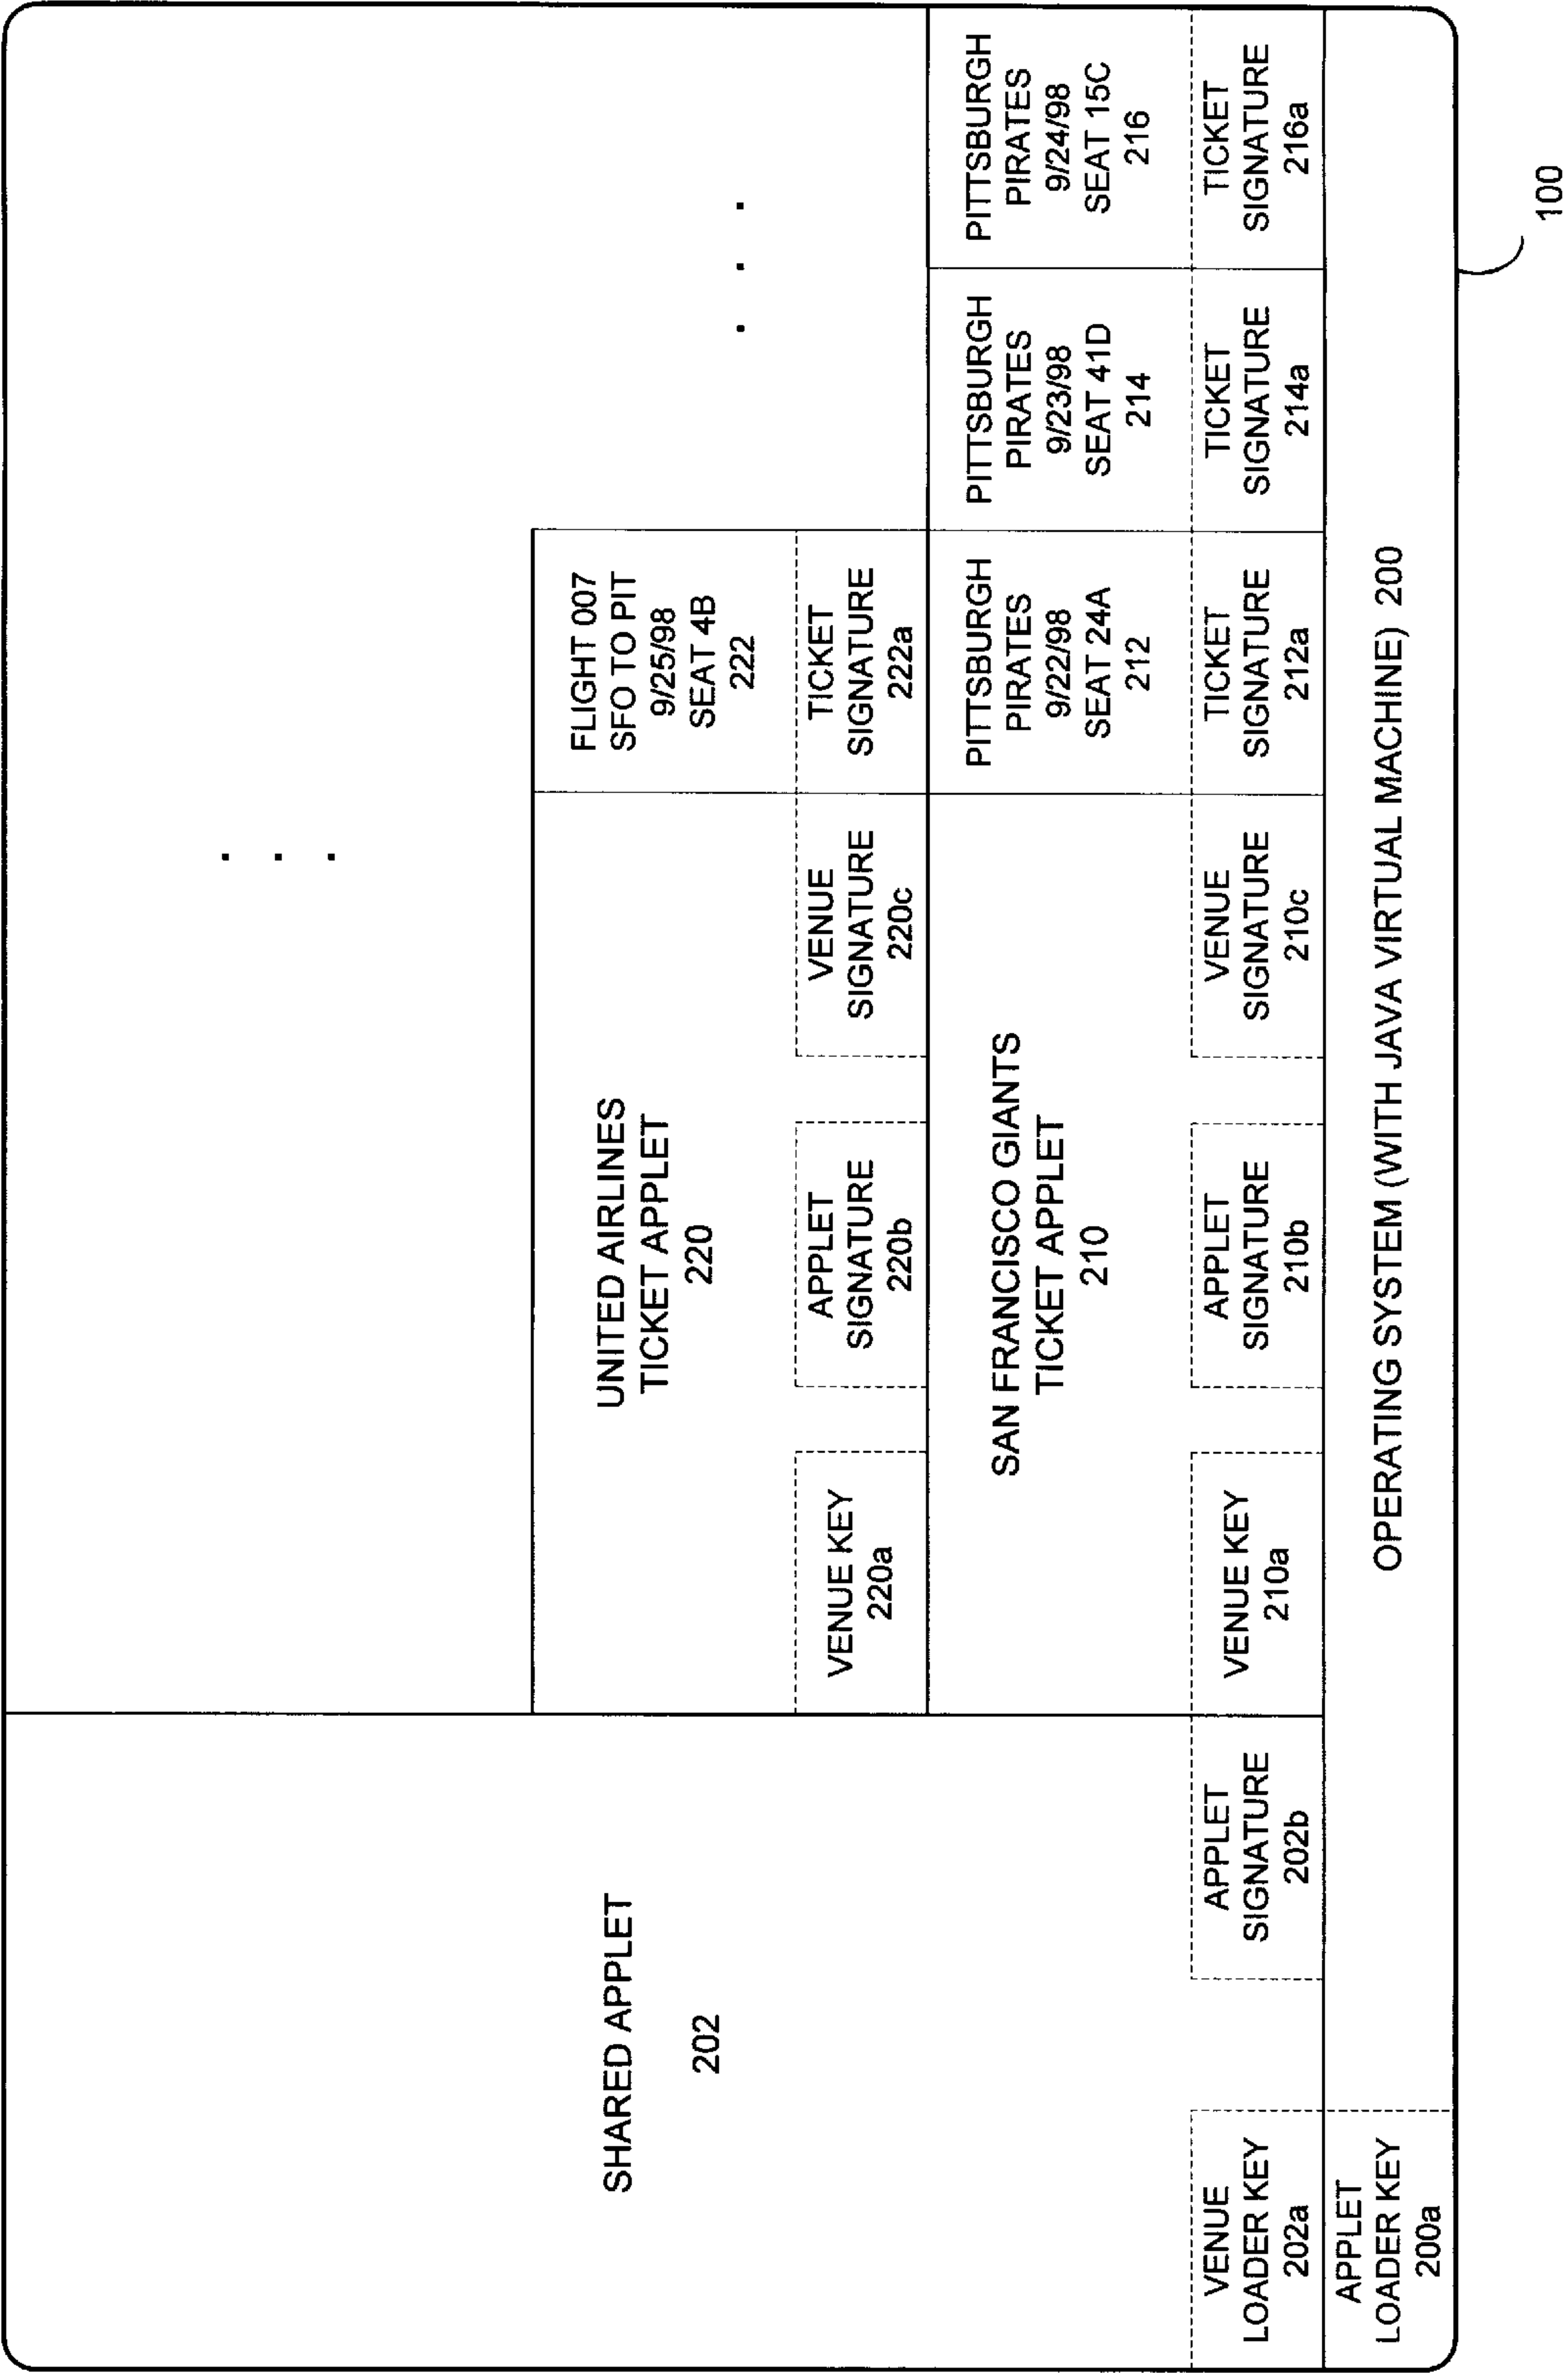 SHARED APPLET
202
VENUE
LOADER KEY
202a
APPLET
SIGNATURE
202b
UNITED AIRLINES
TICKET APPLET
220
VENUE KEY
220a
APPLET
SIGNATURE
220b
VENUE
SIGNATURE
220c
FLIGHT 007
SFO TO PIT
9/25/98
SEAT 4B
222
TICKET
SIGNATURE
222a
SAN FRANCISCO GIANTS
TICKET APPLET
210
VENUE KEY
210a
APPLET
SIGNATURE
210b
VENUE
SIGNATURE
210c
PITTSBURGH
PIRATES
9/22/98
SEAT 24A
212
TICKET
SIGNATURE
212a
PITTSBURGH
PIRATES
9/23/98
SEAT 41D
214
TICKET
SIGNATURE
214a
PITTSBURGH
PIRATES
9/24/98
SEAT 15C
216
TICKET
SIGNATURE
216a
APPLET
LOADER KEY
200a
OPERATING SYSTEM (WITH JAVA VIRTUAL MACHINE) 200
100